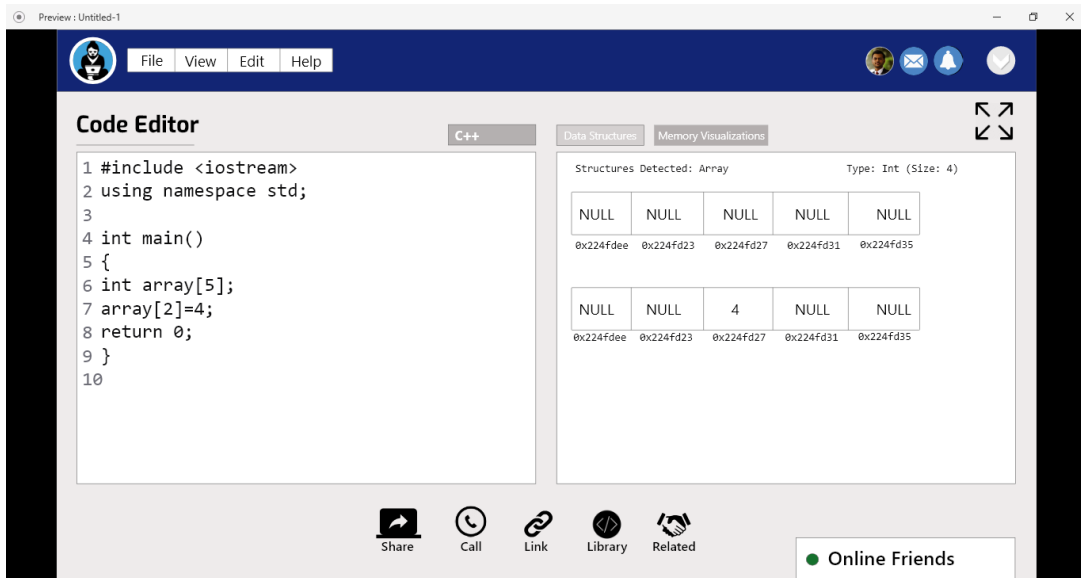 Preview : Untitled-1
File View Edit Help
Code Editor
C++
Data Structures Memory Visualizations
1 #include <iostream>
2 using namespace std;
3
4 int main()
5 {
6 int array[5];
7 array[2]=4;
8 return 0;
9 }
10
Structures Detected: Array Type: Int (Size: 4)
NULL NULL NULL NULL NULL
0x224fdee 0x224fd23 0x224fd27 0x224fd31 0x224fd35
NULL NULL 4 NULL NULL
0x224fdee 0x224fd23 0x224fd27 0x224fd31 0x224fd35
Share Call Link Library Related
Online Friends